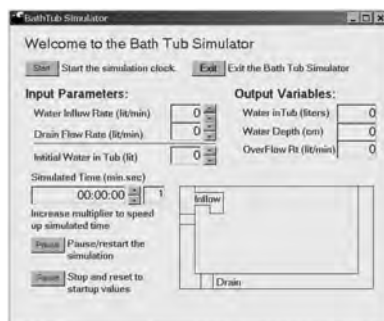 BathTub Simulator
Welcome to the Bath Tub Simulator
Start Start the simulation clock. Exit Exit the Bath Tub Simulator
Input Parameters: Output Variables:
Water Inflow Rate (lit/min) 0 Water in Tub (liters) 0
Drain Flow Rate (lit/min) 0 Water Depth (cm) 0
Intitial Water in Tub (lit) 0 OverFlow Rt (lit/min) 0
Simulated Time (min.sec)
00:00:00 1
Increase multiplier to speed
up simulated time
Inflow
Pause Pause/restart the
simulation
Stop and reset to
startup values
Drain